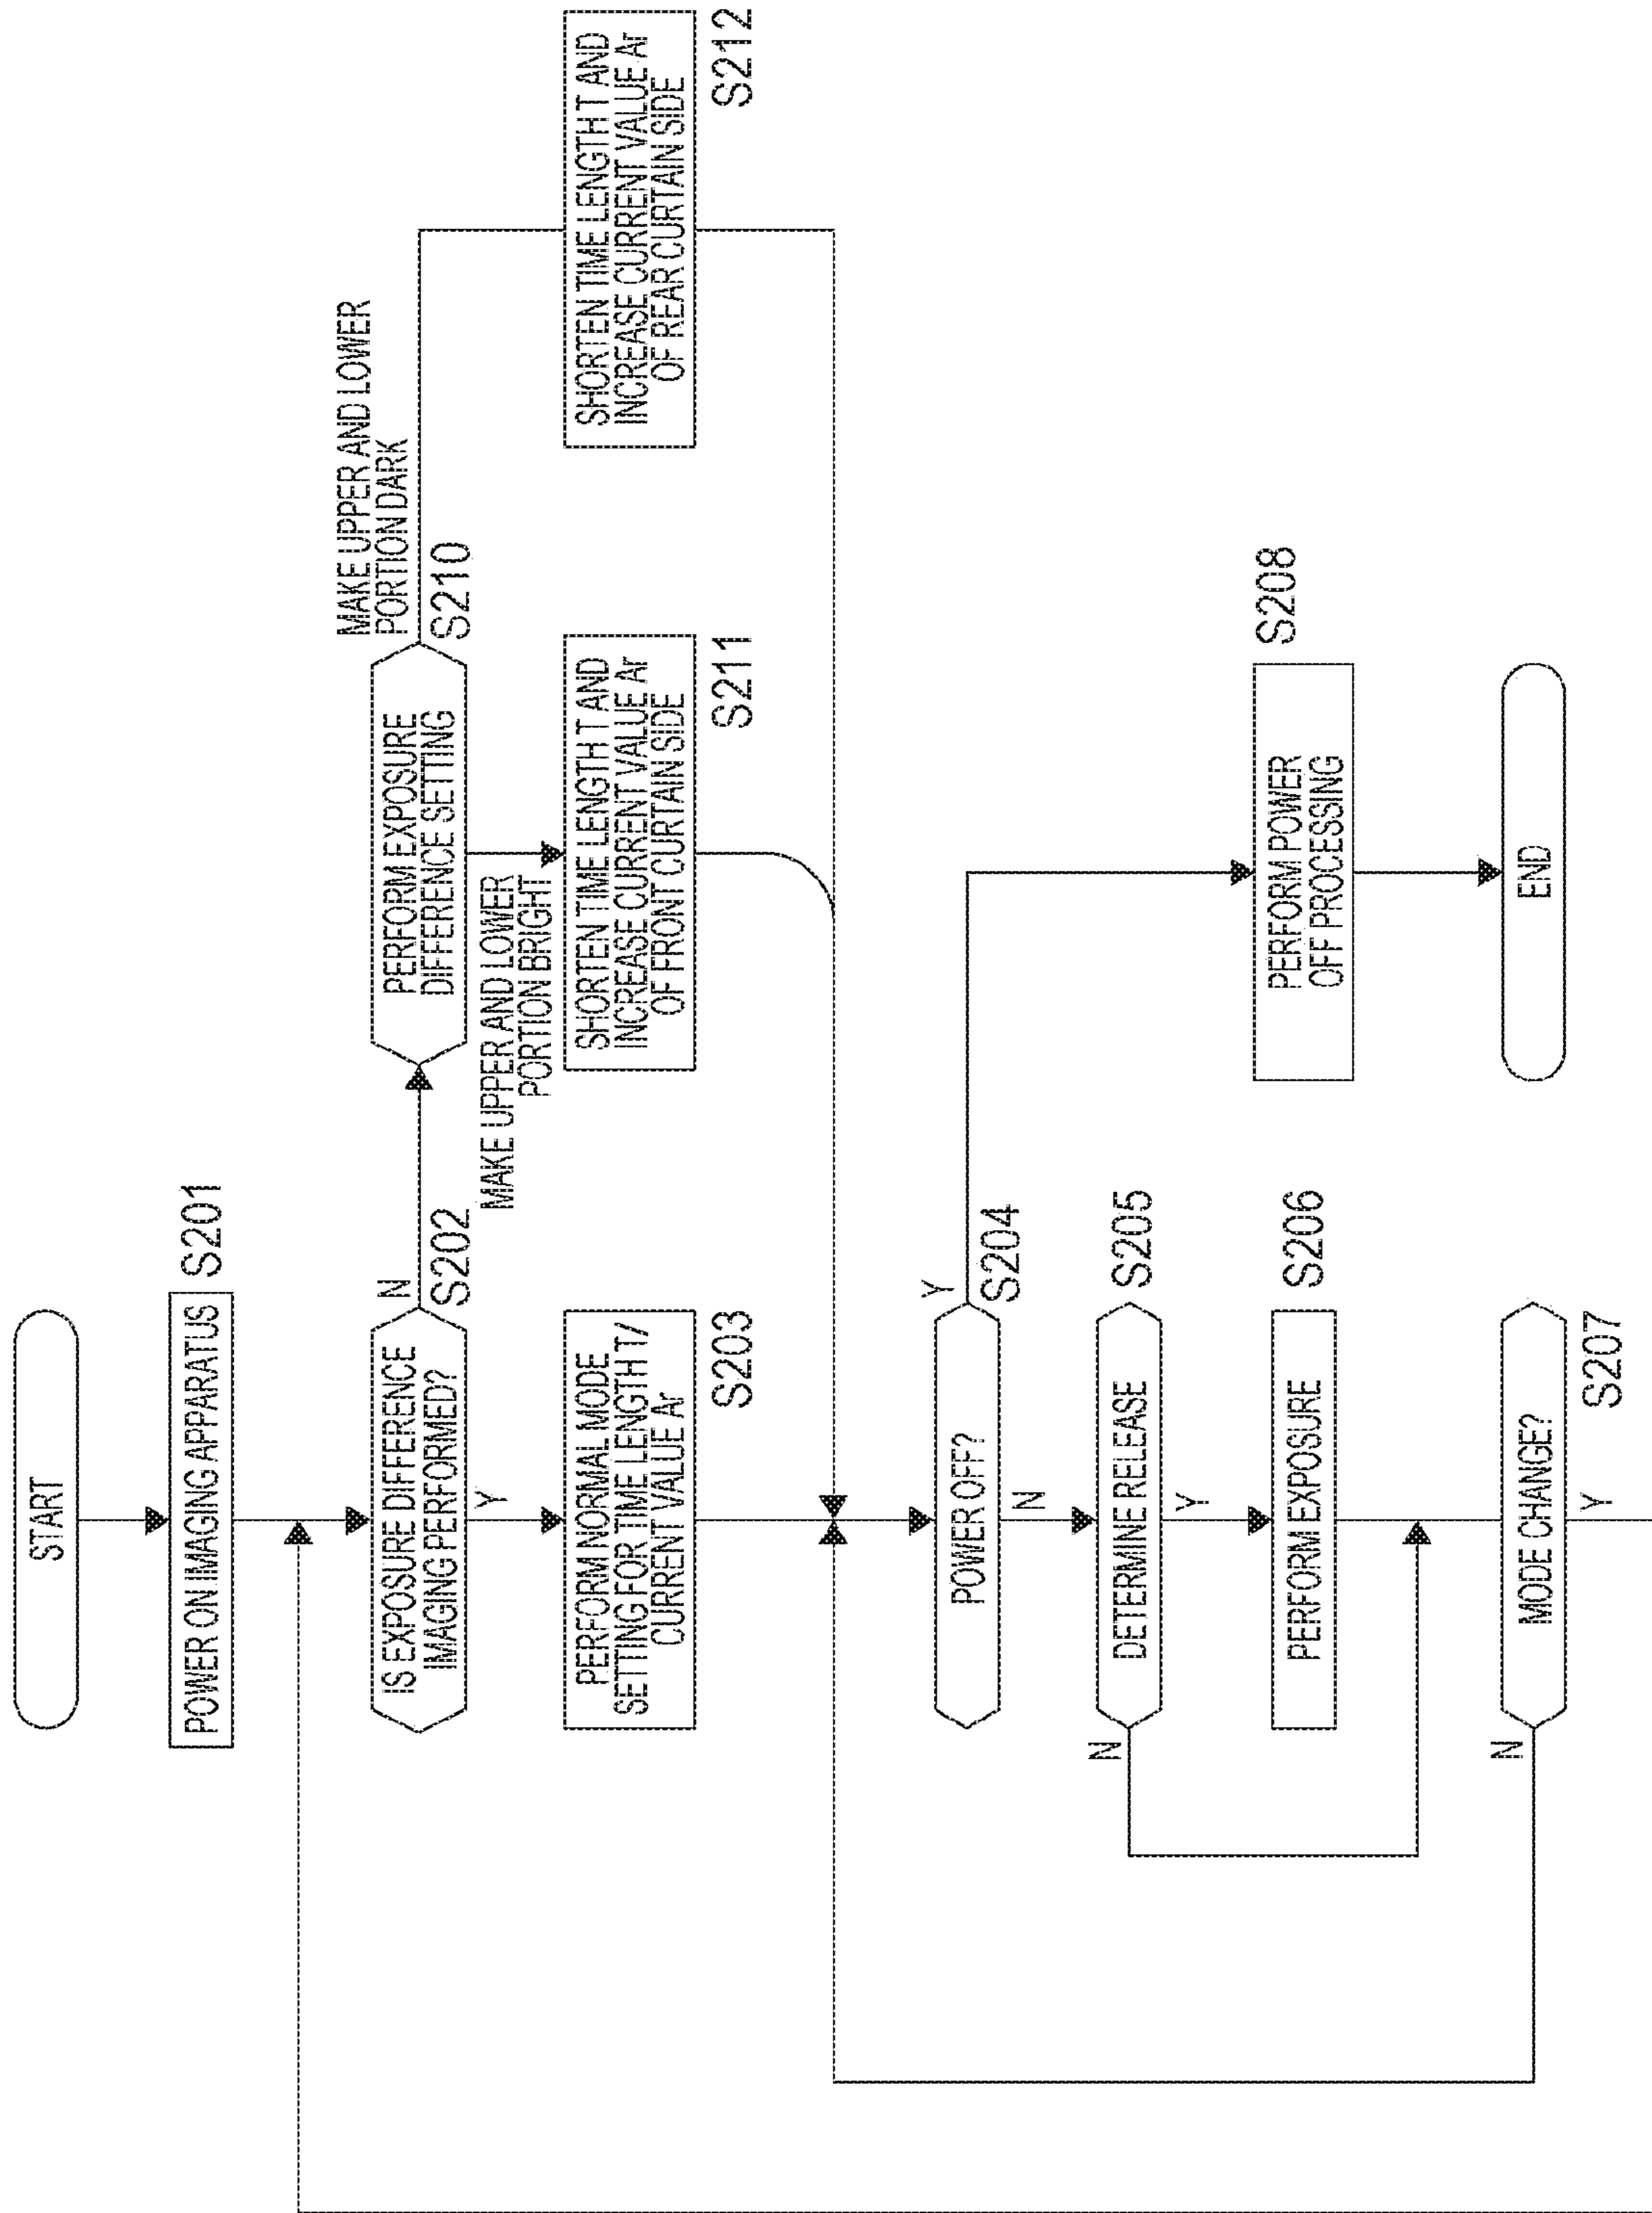 START
POWER ON IMAGING APPARATUS
S201
IS EXPOSURE DIFFERENCE
IMAGING PERFORMED?
N
S202
Y
PERFORM NORMAL MODE
SETTING FOR TIME LENGTH T/
CURRENT VALUE Ar
S203
PERFORM EXPOSURE
DIFFERENCE SETTING
S210
MAKE UPPER AND LOWER
PORTION DARK
MAKE UPPER AND LOWER
PORTION BRIGHT
SHORTEN TIME LENGTH T AND
INCREASE CURRENT VALUE Ar
OF FRONT CURTAIN SIDE
S211
SHORTEN TIME LENGTH T AND
INCREASE CURRENT VALUE Ar
OF REAR CURTAIN SIDE
S212
POWER OFF?
Y
S204
N
DETERMINE RELEASE
S205
N
Y
PERFORM EXPOSURE
S206
MODE CHANGE?
N
S207
Y
PERFORM POWER
OFF PROCESSING
S208
END